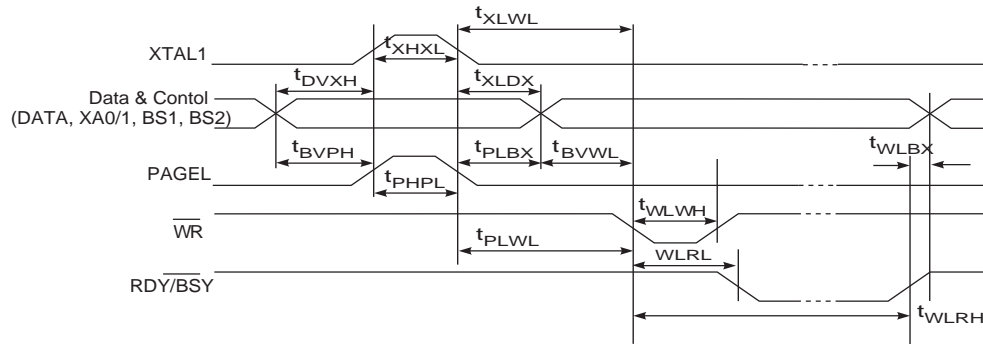 tXLWL
XTAL1
tXHXL
tDVXH
tXLDX
Data & Contol
(DATA, XA0/1, BS1, BS2)
tBVPH
tPLBX
tBVWL
tWLBX
PAGEL
tPHPL
tWLWH
WR
tPLWL
WLRL
RDY/BSY
tWLRH